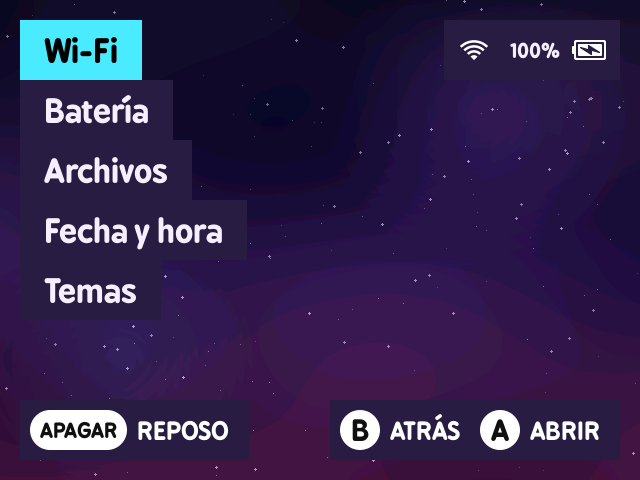 Wi-Fi
100%
Batería
Archivos
Fecha y hora
Temas
APAGAR REPOSO
B ATRÁS A ABRIR